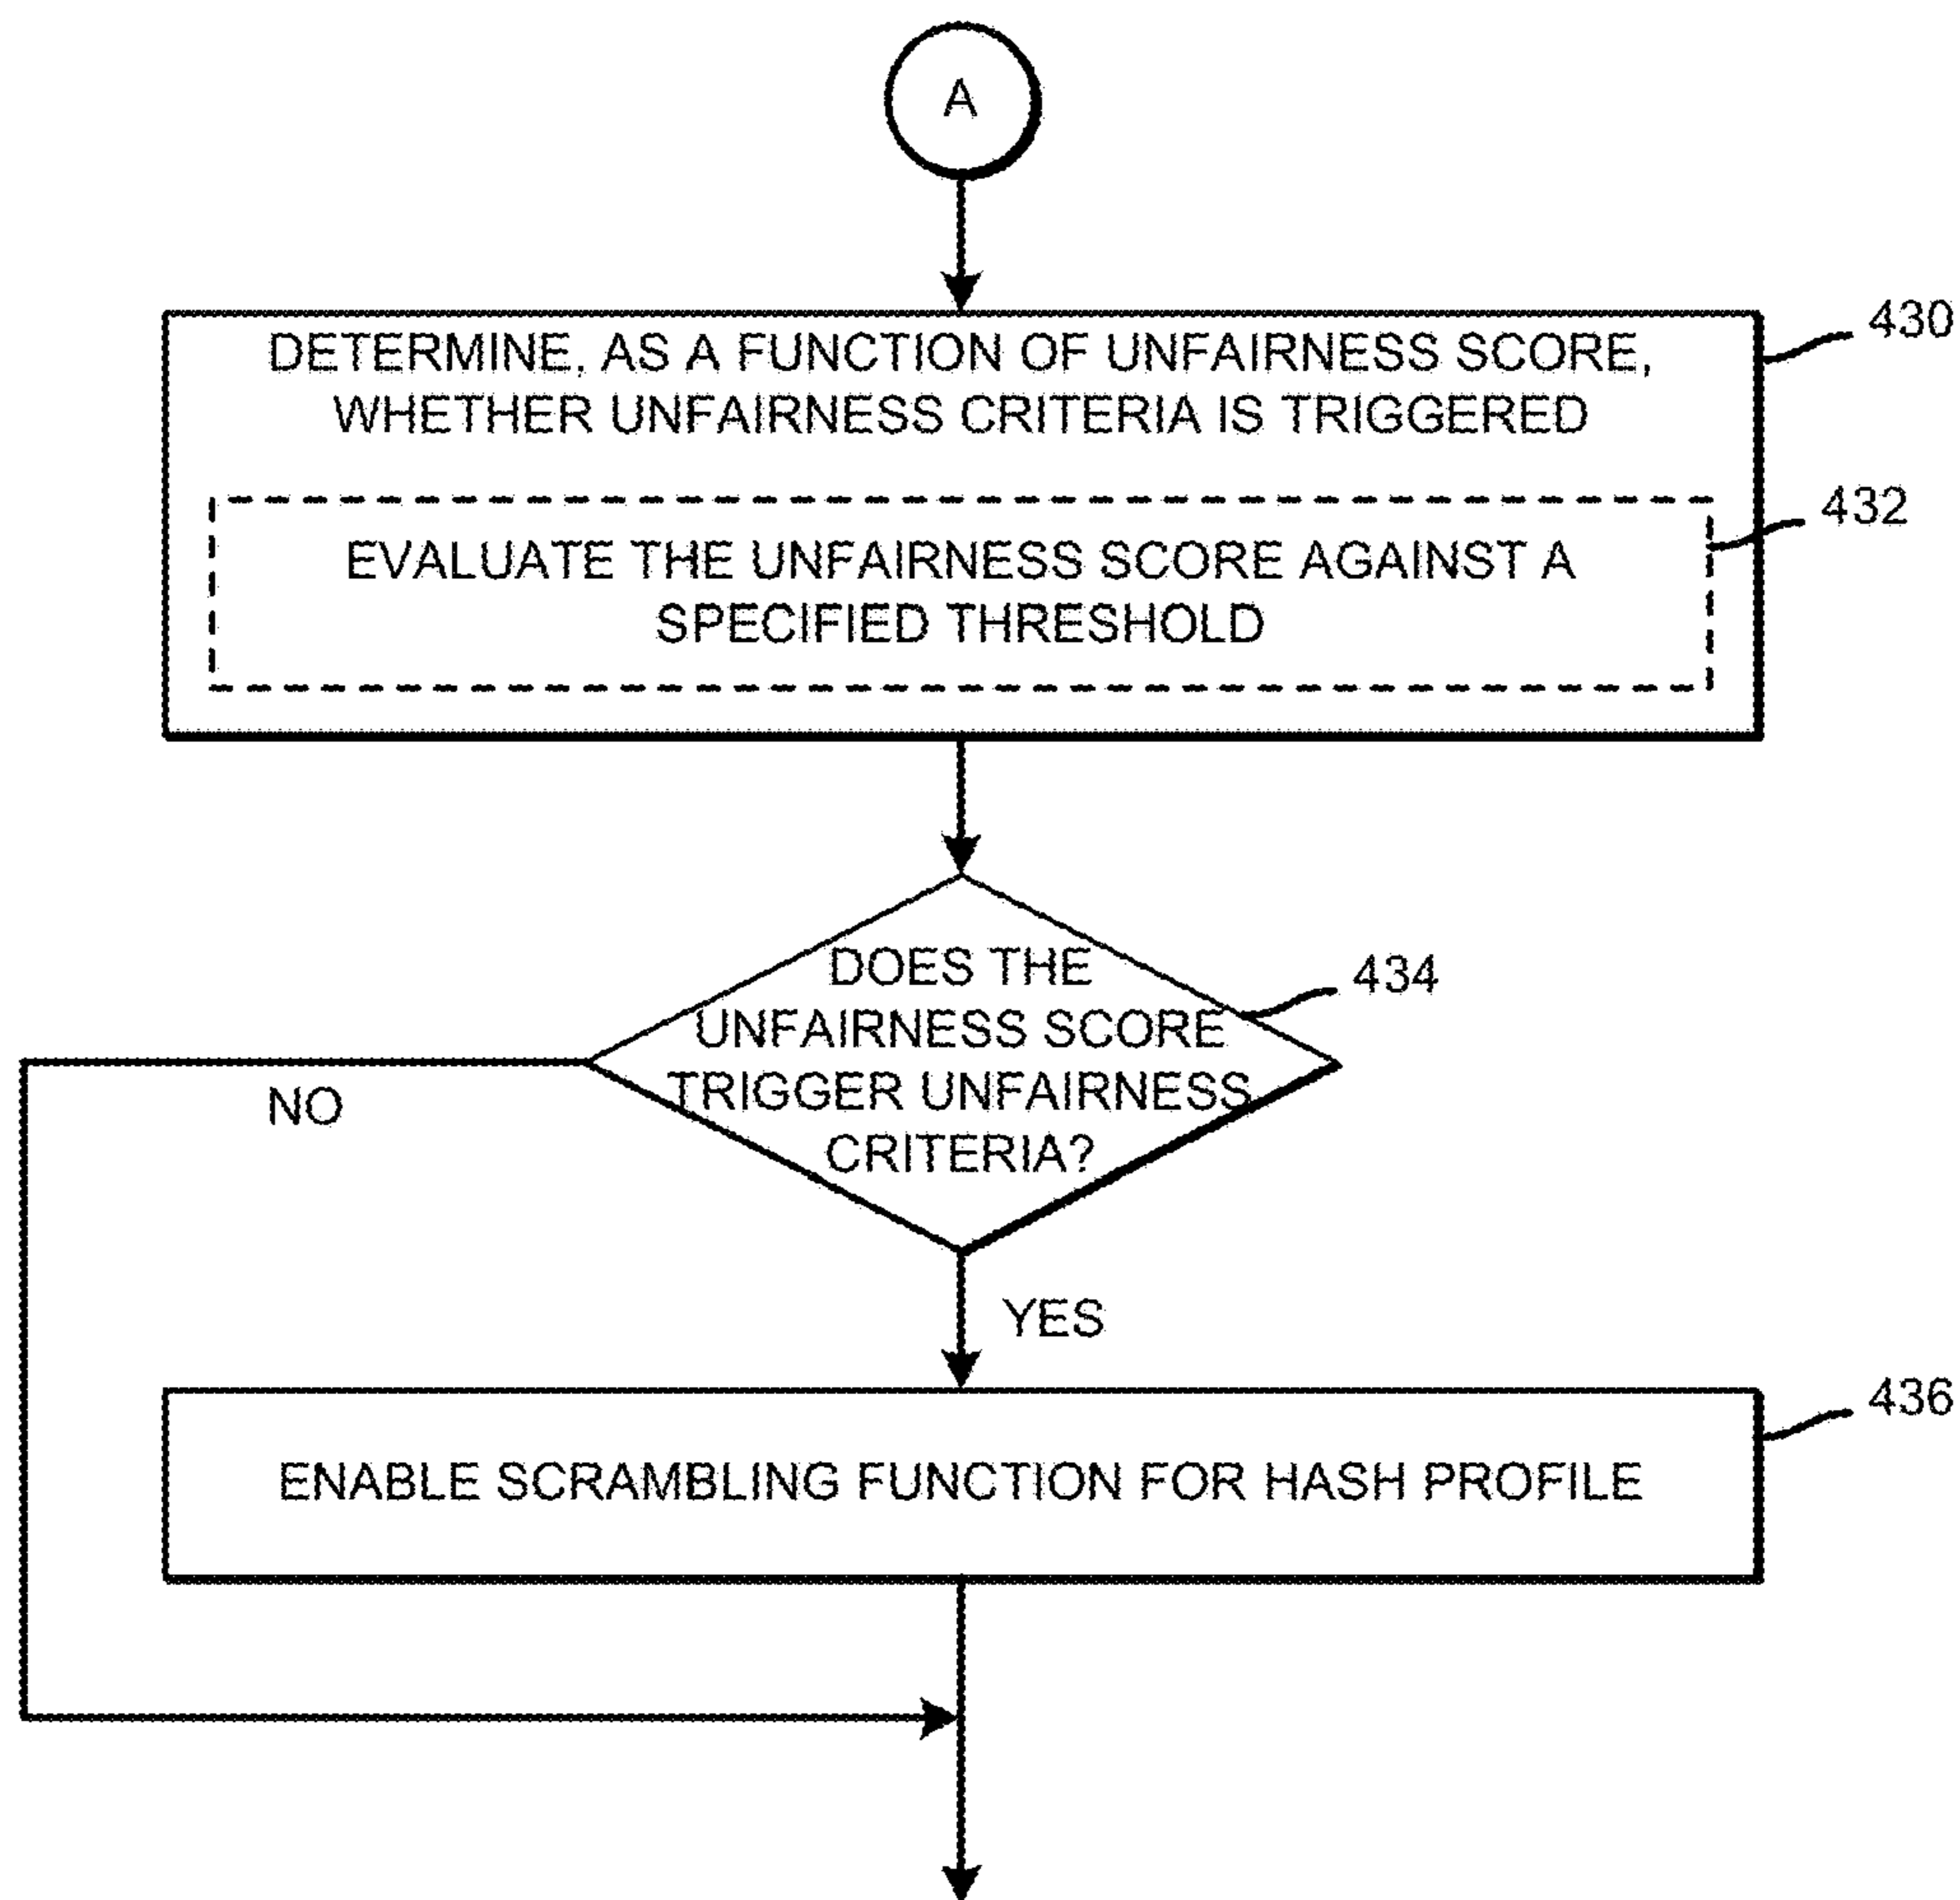 A
DETERMINE, AS A FUNCTION OF UNFAIRNESS SCORE,
WHETHER UNFAIRNESS CRITERIA IS TRIGGERED
430
EVALUATE THE UNFAIRNESS SCORE AGAINST A
SPECIFIED THRESHOLD
432
DOES THE
UNFAIRNESS SCORE
TRIGGER UNFAIRNESS
CRITERIA?
434
NO
YES
ENABLE SCRAMBLING FUNCTION FOR HASH PROFILE
436